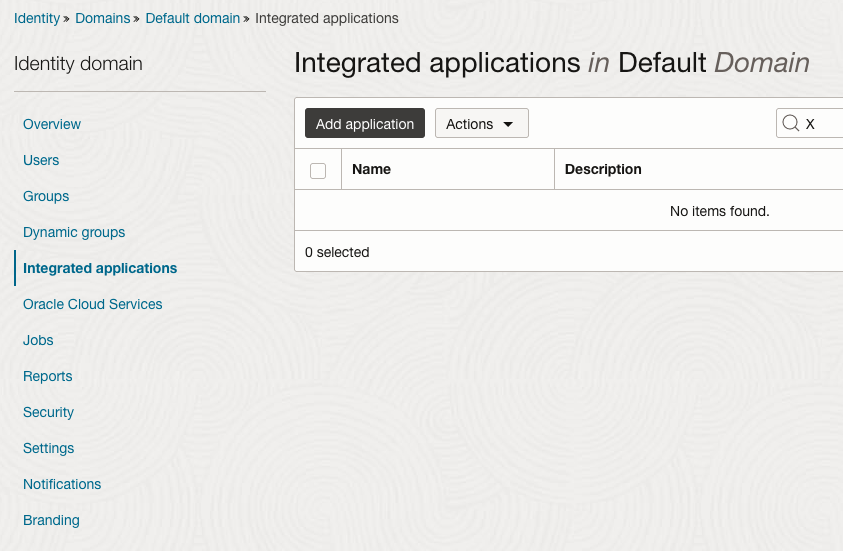 Identity » Domains » Default domain » Integrated applications
Identity domain
Overview
Users
Groups
Dynamic groups
Integrated applications
Oracle Cloud Services
Jobs
Reports
Security
Settings
Notifications
Branding
Integrated applications in Default Domain
Add application Actions X
Name Description
No items found.
0 selected